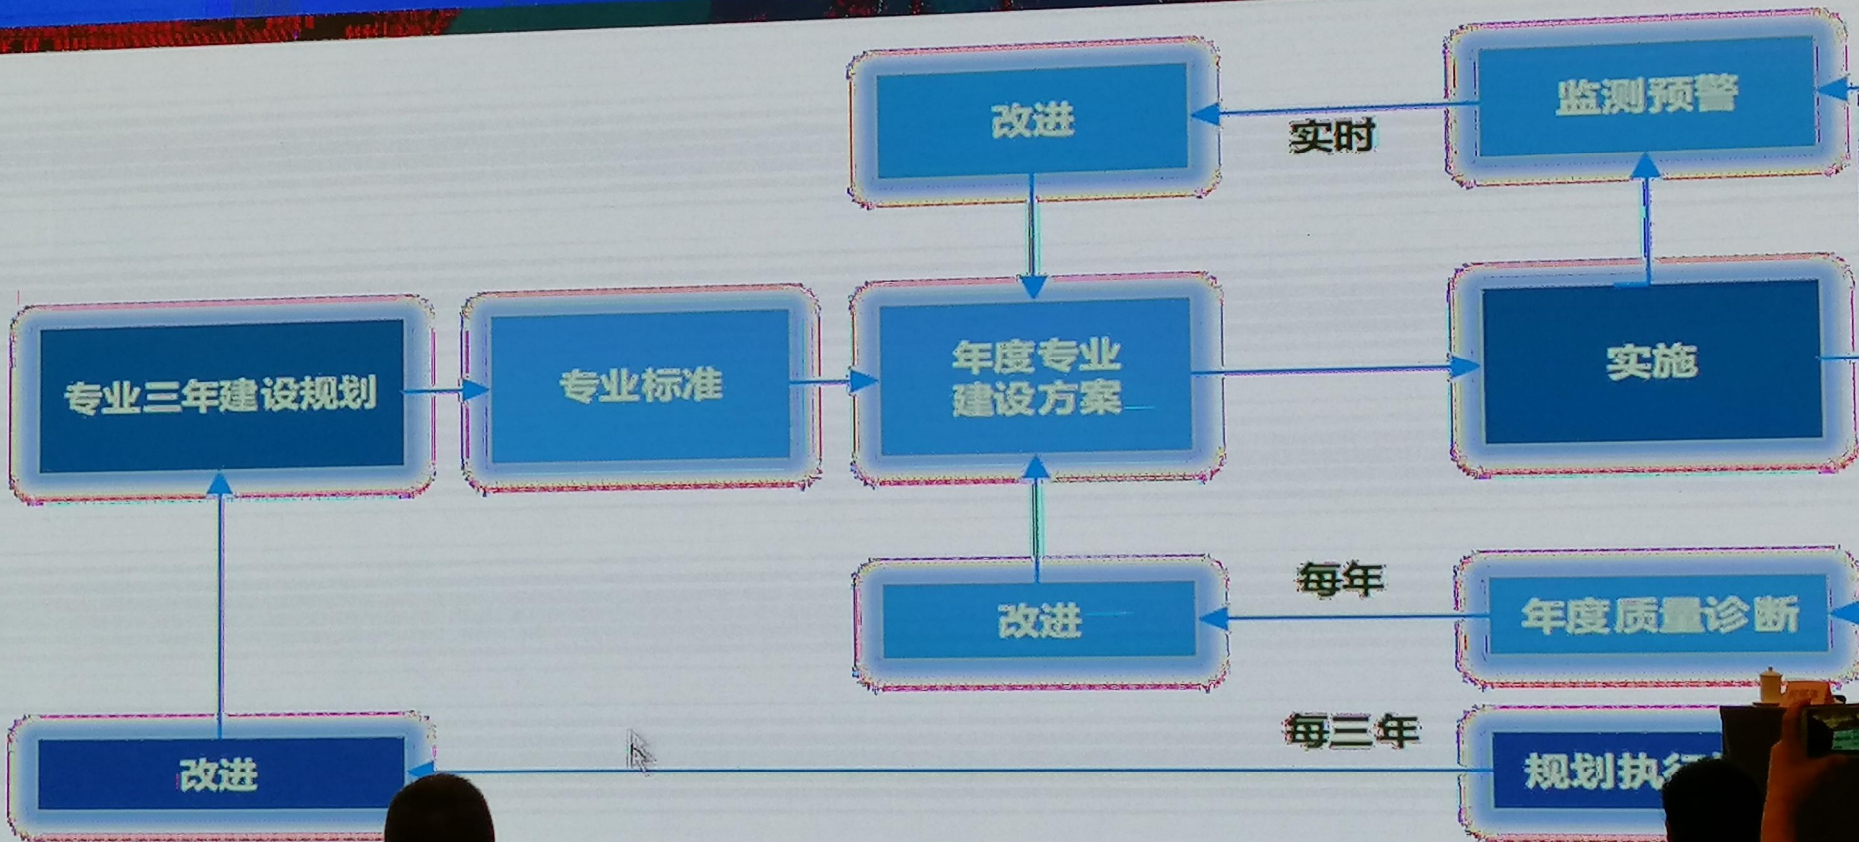 改进
监测预警
实时
专业三年建设规划
专业标准
年度专业
建设方案
实施
每年
改进
年度质量诊断
每三年
改进
规划执行